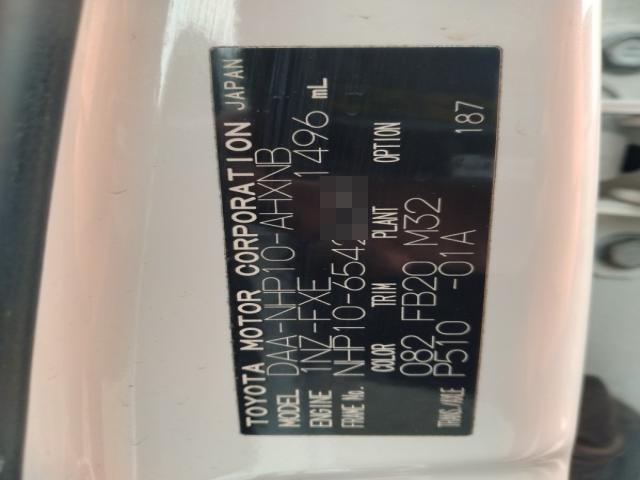 TOYOTA MOTOR CORPORATION JAPAN
MODEL DAA-NHP10-AHXNB
ENGINE 1NZ-FXE 1496 mL
FRAME No. NHP10-6542
COLOR TRIM PLANT OPTION
082 FB20 M32
TRANS/AXLE P510 -01A 187